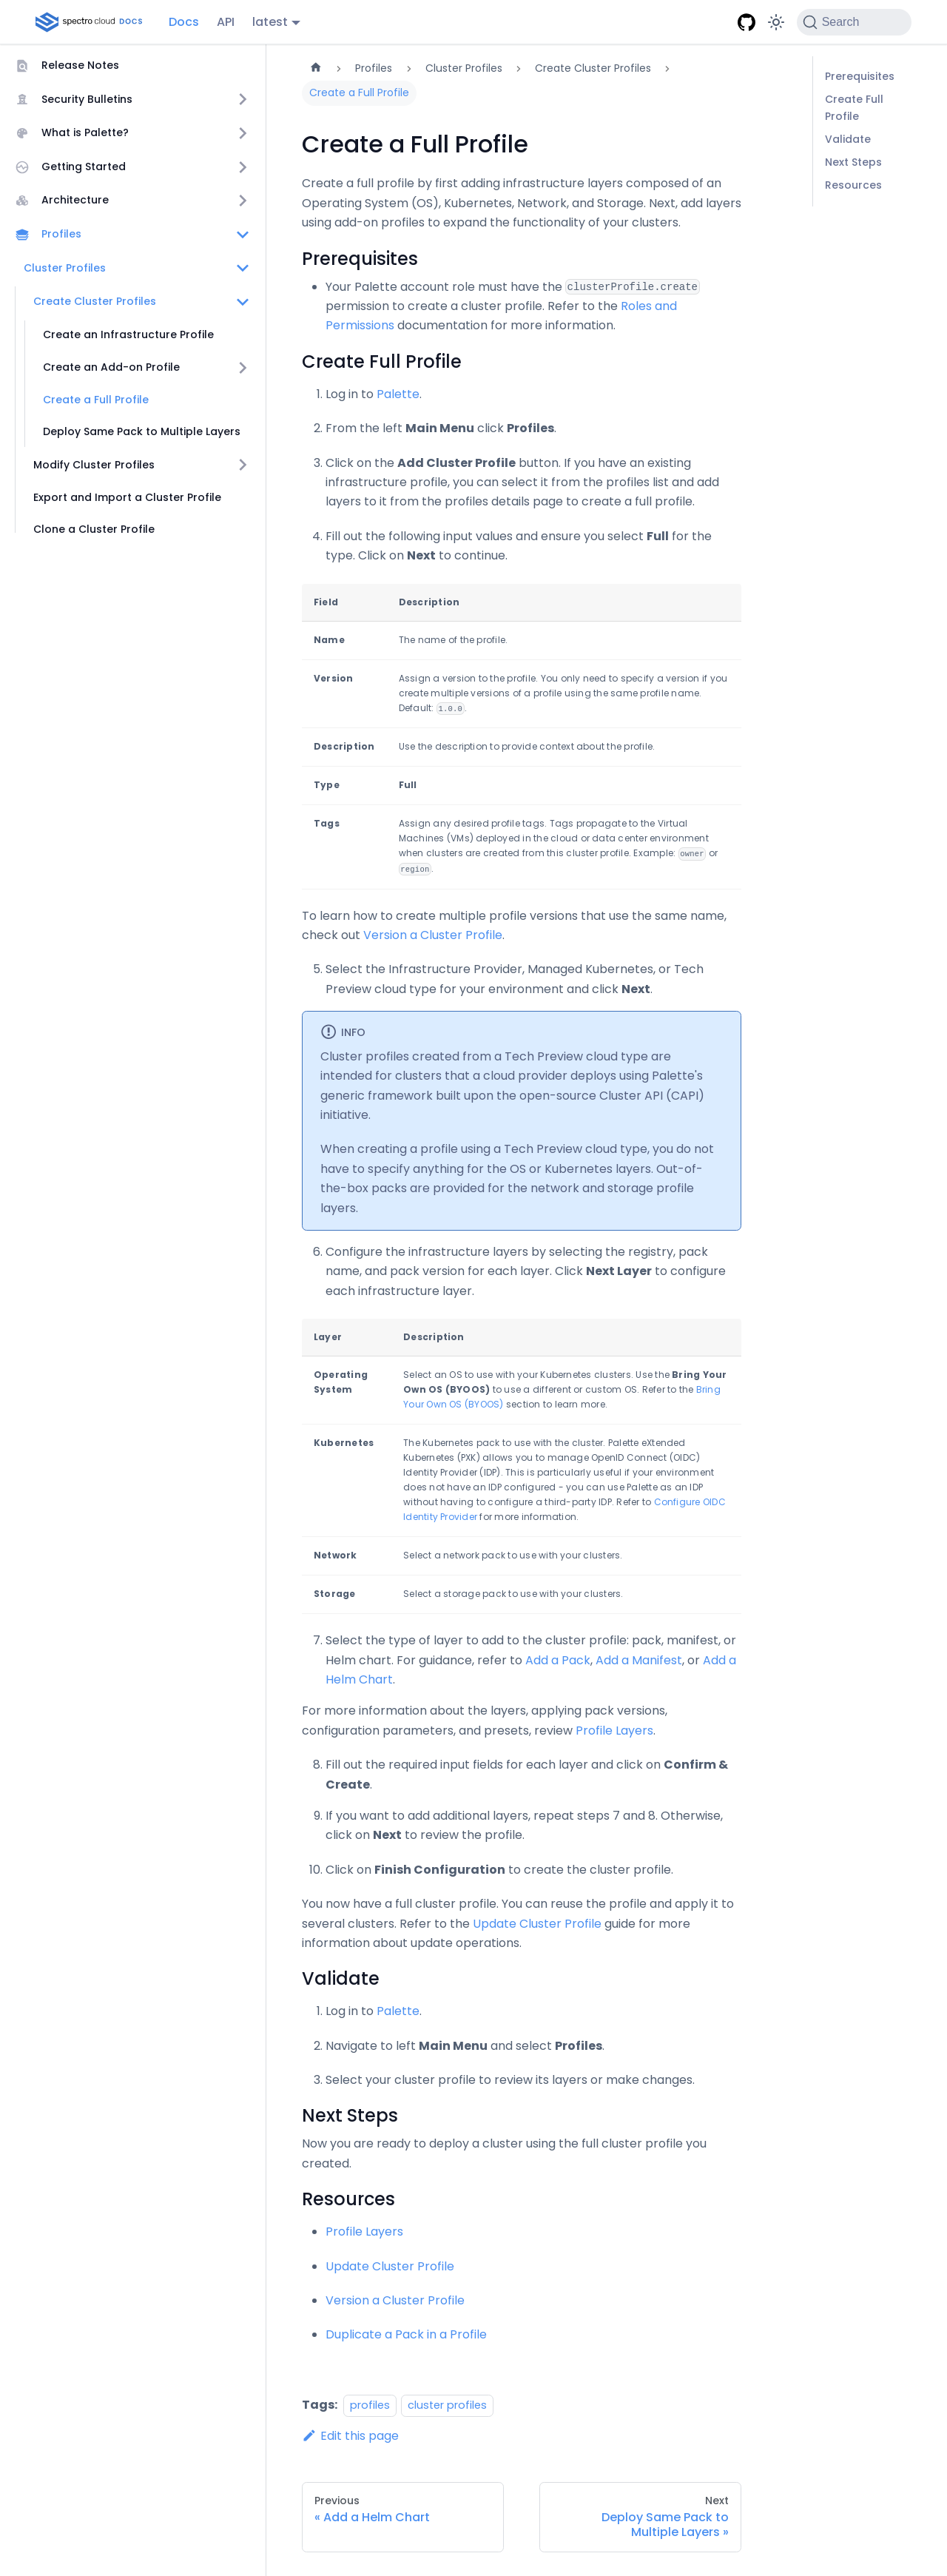 spectro cloud DOCS
Docs
API
latest
Search
Release Notes
Security Bulletins
What is Palette?
Getting Started
Architecture
Profiles
Cluster Profiles
Create Cluster Profiles
Create an Infrastructure Profile
Create an Add-on Profile
Create a Full Profile
Deploy Same Pack to Multiple Layers
Modify Cluster Profiles
Export and Import a Cluster Profile
Clone a Cluster Profile
Profiles > Cluster Profiles > Create Cluster Profiles >
Create a Full Profile
Create a Full Profile
Create a full profile by first adding infrastructure layers composed of an
Operating System (OS), Kubernetes, Network, and Storage. Next, add layers
using add-on profiles to expand the functionality of your clusters.
Prerequisites
• Your Palette account role must have the clusterProfile.create
permission to create a cluster profile. Refer to the Roles and
Permissions documentation for more information.
Create Full Profile
1. Log in to Palette.
2. From the left Main Menu click Profiles.
3. Click on the Add Cluster Profile button. If you have an existing
infrastructure profile, you can select it from the profiles list and add
layers to it from the profiles details page to create a full profile.
4. Fill out the following input values and ensure you select Full for the
type. Click on Next to continue.
Field Description
Name The name of the profile.
Version Assign a version to the profile. You only need to specify a version if you
create multiple versions of a profile using the same profile name.
Default: 1.0.0.
Description Use the description to provide context about the profile.
Type Full
Tags Assign any desired profile tags. Tags propagate to the Virtual
Machines (VMs) deployed in the cloud or data center environment
when clusters are created from this cluster profile. Example: owner or
region.
To learn how to create multiple profile versions that use the same name,
check out Version a Cluster Profile.
5. Select the Infrastructure Provider, Managed Kubernetes, or Tech
Preview cloud type for your environment and click Next.
INFO
Cluster profiles created from a Tech Preview cloud type are
intended for clusters that a cloud provider deploys using Palette's
generic framework built upon the open-source Cluster API (CAPI)
initiative.
When creating a profile using a Tech Preview cloud type, you do not
have to specify anything for the OS or Kubernetes layers. Out-of-
the-box packs are provided for the network and storage profile
layers.
6. Configure the infrastructure layers by selecting the registry, pack
name, and pack version for each layer. Click Next Layer to configure
each infrastructure layer.
Layer Description
Operating Select an OS to use with your Kubernetes clusters. Use the Bring Your
System Own OS (BYOOS) to use a different or custom OS. Refer to the Bring
Your Own OS (BYOOS) section to learn more.
Kubernetes The Kubernetes pack to use with the cluster. Palette eXtended
Kubernetes (PXK) allows you to manage OpenID Connect (OIDC)
Identity Provider (IDP). This is particularly useful if your environment
does not have an IDP configured - you can use Palette as an IDP
without having to configure a third-party IDP. Refer to Configure OIDC
Identity Provider for more information.
Network Select a network pack to use with your clusters.
Storage Select a storage pack to use with your clusters.
7. Select the type of layer to add to the cluster profile: pack, manifest, or
Helm chart. For guidance, refer to Add a Pack, Add a Manifest, or Add a
Helm Chart.
For more information about the layers, applying pack versions,
configuration parameters, and presets, review Profile Layers.
8. Fill out the required input fields for each layer and click on Confirm &
Create.
9. If you want to add additional layers, repeat steps 7 and 8. Otherwise,
click on Next to review the profile.
10. Click on Finish Configuration to create the cluster profile.
You now have a full cluster profile. You can reuse the profile and apply it to
several clusters. Refer to the Update Cluster Profile guide for more
information about update operations.
Validate
1. Log in to Palette.
2. Navigate to left Main Menu and select Profiles.
3. Select your cluster profile to review its layers or make changes.
Next Steps
Now you are ready to deploy a cluster using the full cluster profile you
created.
Resources
• Profile Layers
• Update Cluster Profile
• Version a Cluster Profile
• Duplicate a Pack in a Profile
Tags: profiles cluster profiles
Edit this page
Previous
« Add a Helm Chart
Next
Deploy Same Pack to
Multiple Layers »
Prerequisites
Create Full
Profile
Validate
Next Steps
Resources